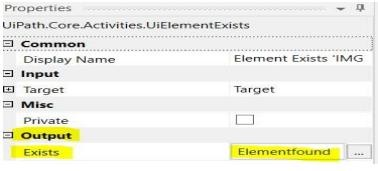 Properties
UiPath.Core.Activities.UiElementExists
Common
Display Name Element Exists 'IMG
Input
Target Target
Misc
Private
Output
Exists Elementfound ...